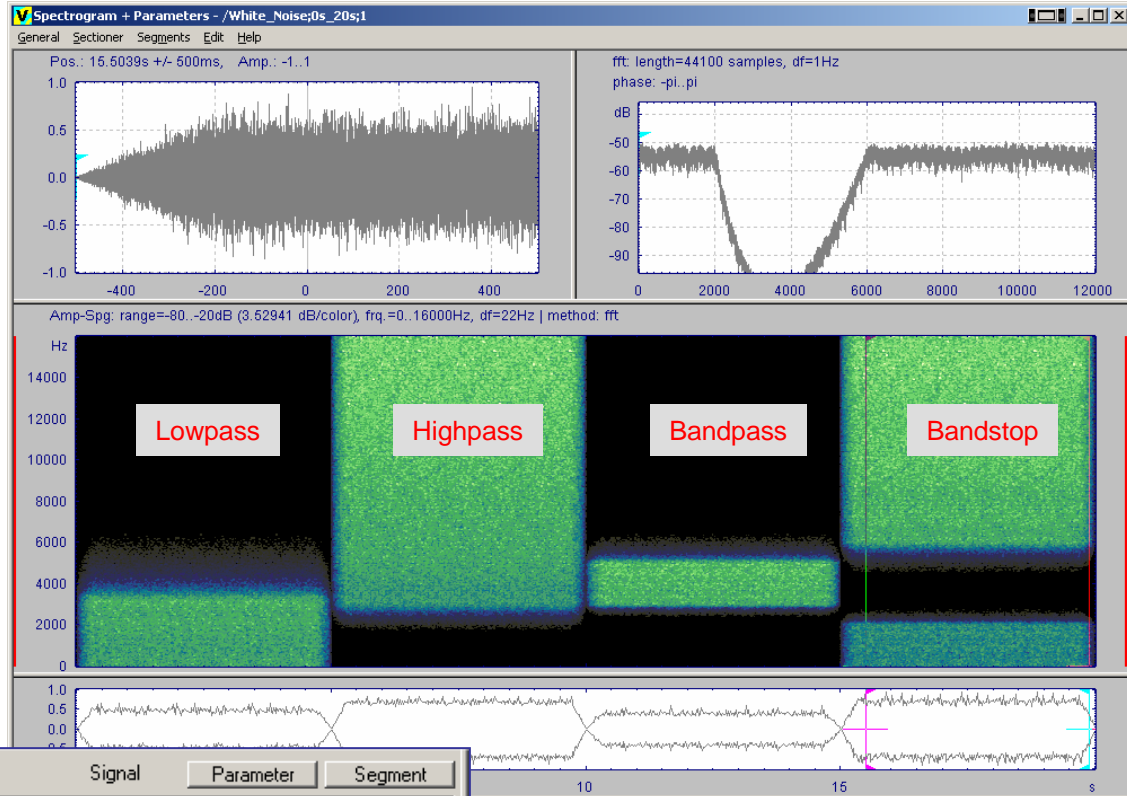 Spectrogram + Parameters - /White_Noise;0s_20s;1
General Sectioner Segments Edit Help
Pos.: 15.5039s +/- 500ms, Amp.: -1..1
1.0
0.5
0.0
-0.5
-1.0
-400 -200 0 200 400
fft: length=44100 samples, df=1Hz
phase: -pi..pi
dB
-50
-60
-70
-80
-90
0 2000 4000 6000 8000 10000 12000
Amp-Spg: range=-80..-20dB (3.52941 dB/color), frq.=0..16000Hz, df=22Hz | method: fft
Hz
14000
12000
10000
8000
6000
4000
2000
0
Lowpass Highpass Bandpass Bandstop
1.0
0.5
0.0
10 15 s
Signal Parameter Segment